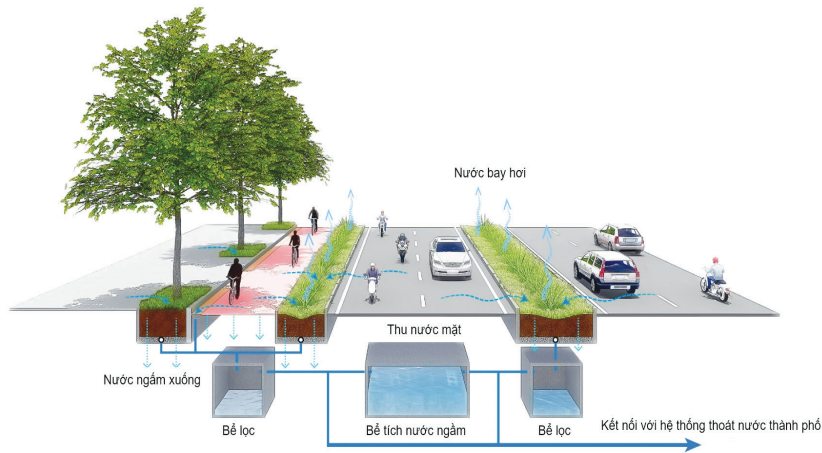 Nước bay hơi
Thu nước mặt
Nước ngấm xuống
Bể lọc
Bể tích nước ngầm
Bể lọc
Kết nối với hệ thống thoát nước thành phố